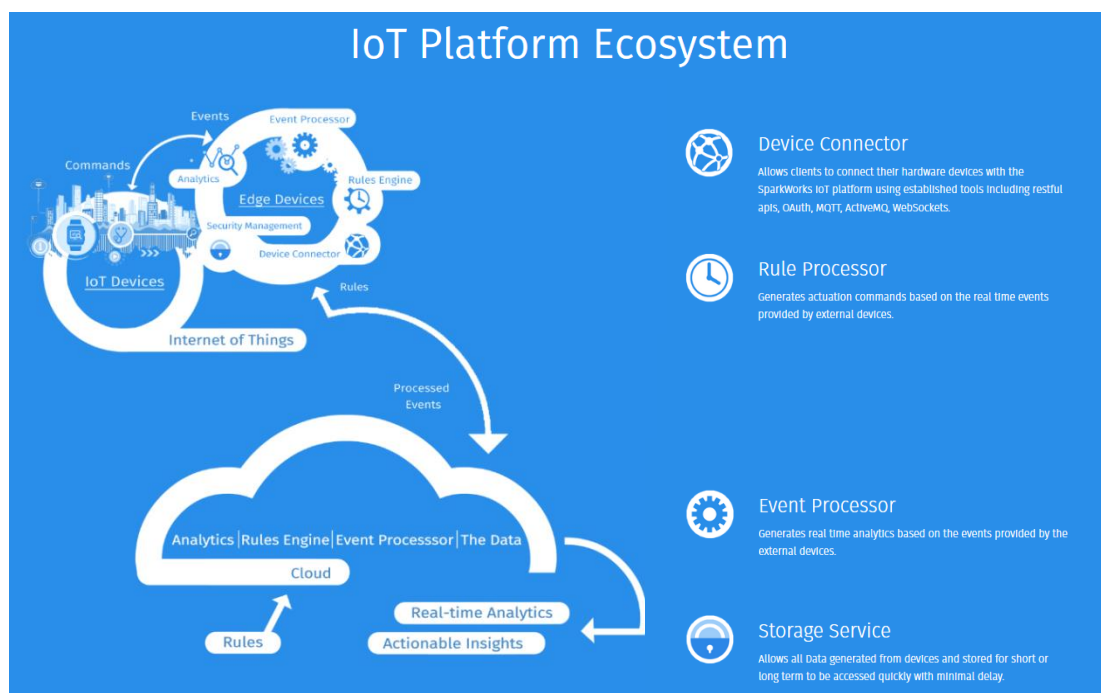 IoT Platform Ecosystem
Events
Event Processor
Commands
Analytics
Rules Engine
Edge Devices
Security Management
Device Connector
IoT Devices
Rules
Internet of Things
Processed
Events
Analytics|Rules Engine|Event Processsor|The Data
Cloud
Real-time Analytics
Rules
Actionable Insights
Device Connector
Allows clients to connect their hardware devices with the
SparkWorks IoT platform using established tools including restful
apis, OAuth, MQTT, ActiveMQ, WebSockets.
Rule Processor
Generates actuation commands based on the real time events
provided by external devices.
Event Processor
Generates real time analytics based on the events provided by the
external devices.
Storage Service
Allows all Data generated from devices and stored for short or
long term to be accessed quickly with minimal delay.